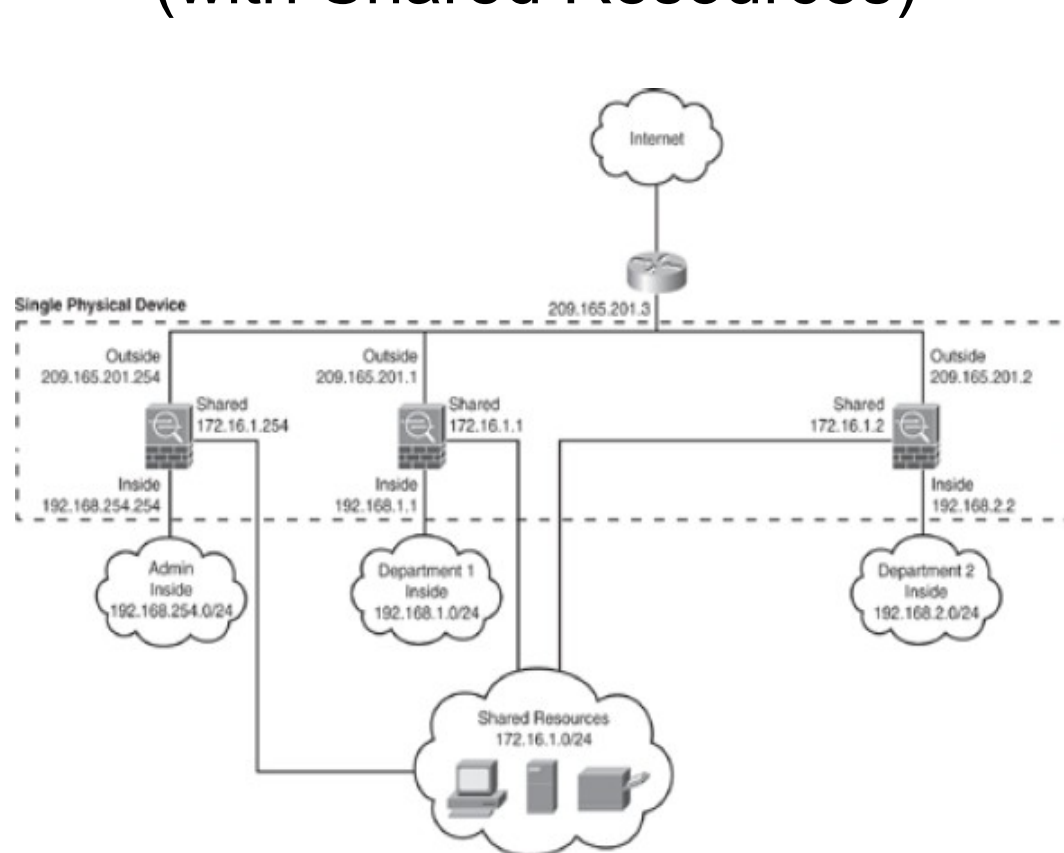 (with Shared Resources)
Internet
Single Physical Device
209.165.201.3
Outside
209.165.201.254
Outside
209.165.201.1
Outside
209.165.201.2
Shared
172.16.1.254
Shared
172.16.1.1
Shared
172.16.1.2
Inside
192.168.254.254
Inside
192.168.1.1
Inside
192.168.2.2
Admin
Inside
192.168.254.0/24
Department 1
Inside
192.168.1.0/24
Department 2
Inside
192.168.2.0/24
Shared Resources
172.16.1.0/24